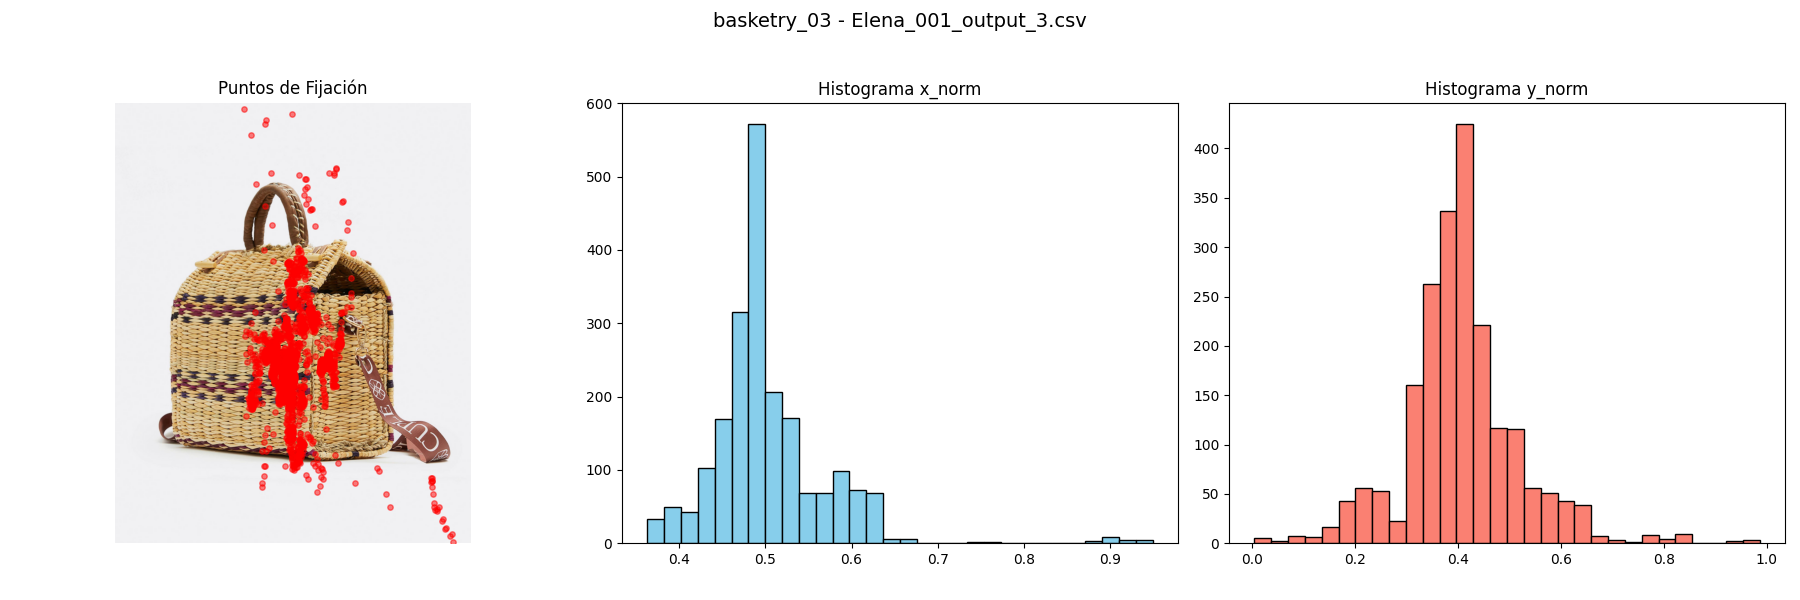 basketry_03 - Elena_001_output_3.csv
Puntos de Fijación
Histograma x_norm
600
500
400
300
200
100
0
0.4 0.5 0.6 0.7 0.8 0.9
Histograma y_norm
400
350
300
250
200
150
100
50
0
0.0 0.2 0.4 0.6 0.8 1.0